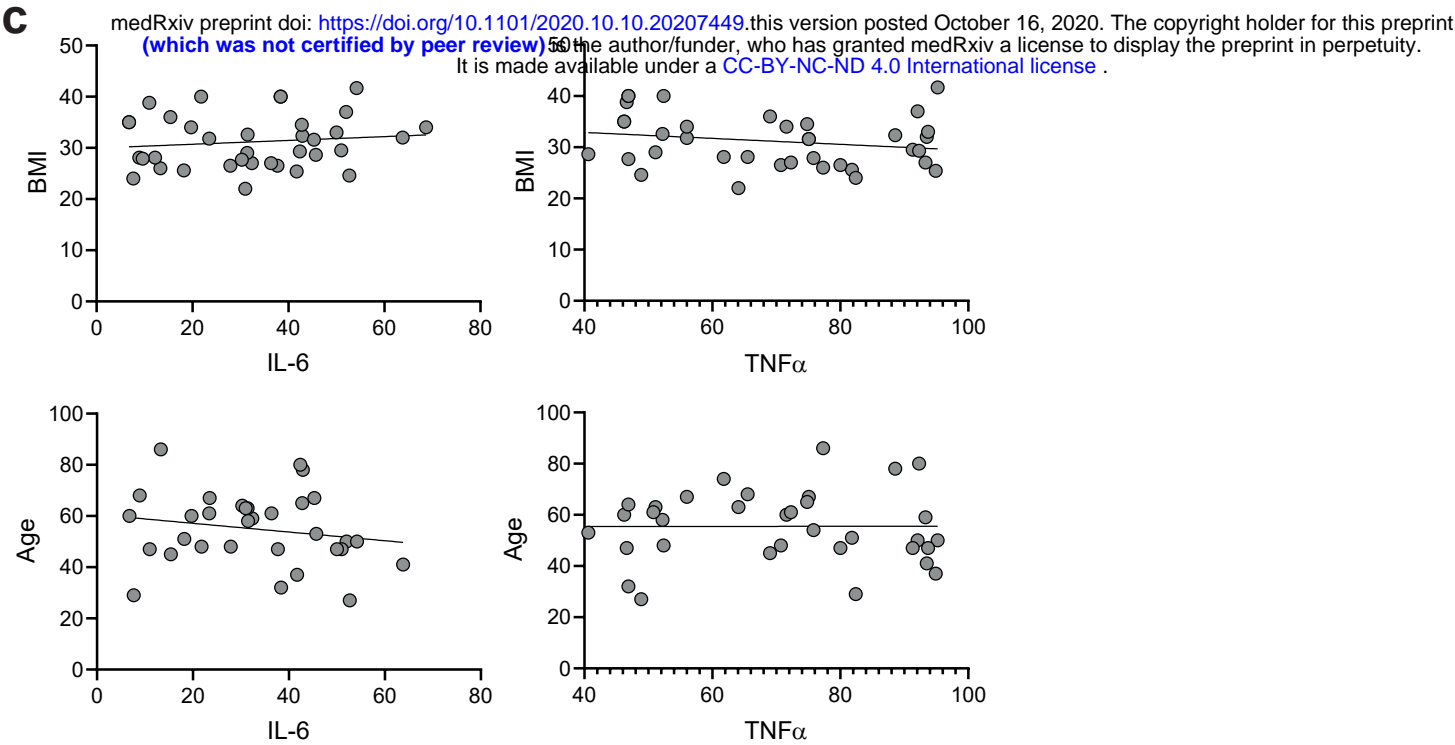 c
medRxiv preprint doi: https://doi.org/10.1101/2020.10.10.20207449.this version posted October 16, 2020. The copyright holder for this preprint
(which was not certified by peer review) is the author/funder, who has granted medRxiv a license to display the preprint in perpetuity.
It is made available under a CC-BY-NC-ND 4.0 International license .
50
40
30
20
10
0
BMI
0 20 40 60 80
IL-6
50
40
30
20
10
0
BMI
40 60 80 100
TNFα
100
80
60
40
20
0
Age
0 20 40 60 80
IL-6
100
80
60
40
20
0
Age
40 60 80 100
TNFα